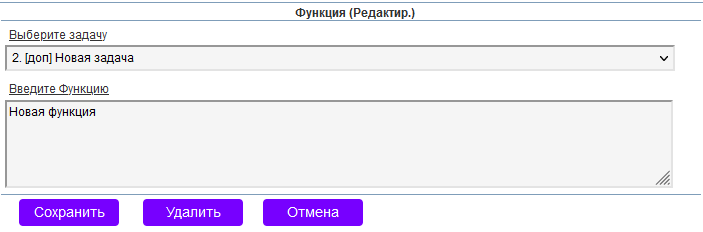 Функция (Редактир.)
Выберите задачу
2. [доп] Новая задача
Введите Функцию
Новая функция
Сохранить Удалить Отмена